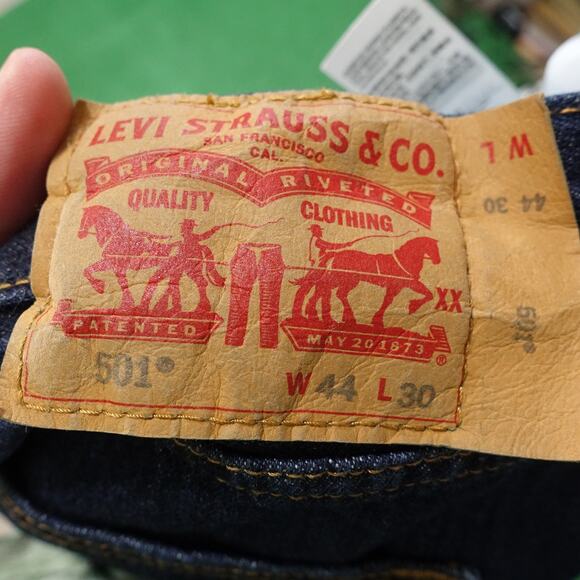 LEVI STRAUSS & CO.
SAN FRANCISCO
CAL.
ORIGINAL RIVETED
QUALITY CLOTHING
XX
PATENTED
MAY 20 1873 ®
501®
W 44 L 30
W L
44 30
501®